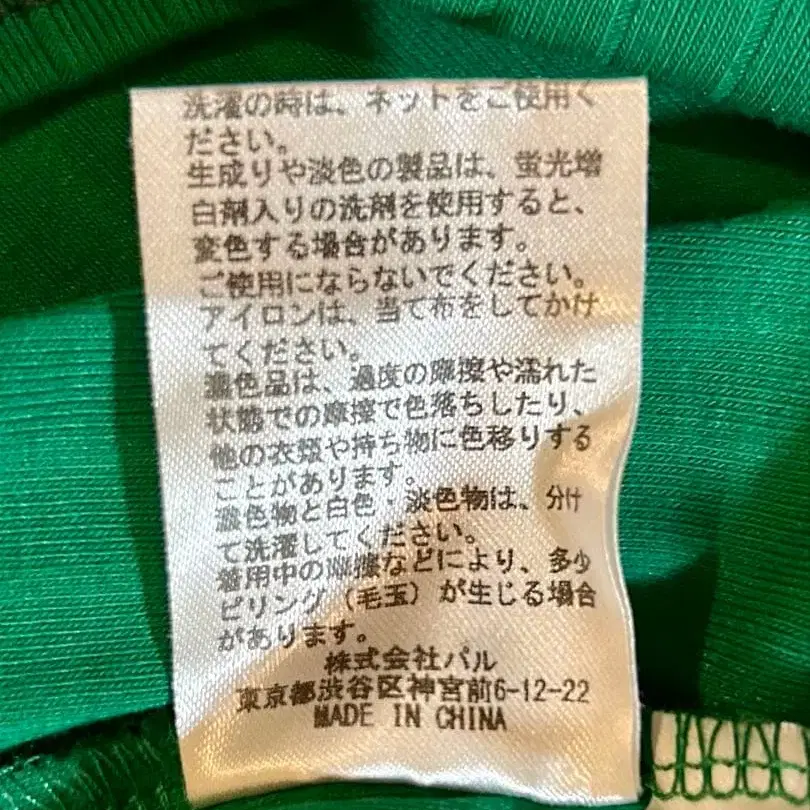 洗濯の時は、ネットをご使用く
ださい。
生成りや淡色の製品は、蛍光増
白剤入りの洗剤を使用すると、
変色する場合があります。
ご使用にならないでください。
アイロンは、当て布をしてかけ
てください。
濃色品は、過度の摩擦や濡れた
状態での摩擦で色落ちしたり、
他の衣類や持ち物に色移りする
ことがあります。
濃色物と白色・淡色物は、分け
て洗濯してください。
着用中の摩擦などにより、多少
ピリング（毛玉）が生じる場合
があります。
株式会社パル
東京都渋谷区神宮前6-12-22
MADE IN CHINA